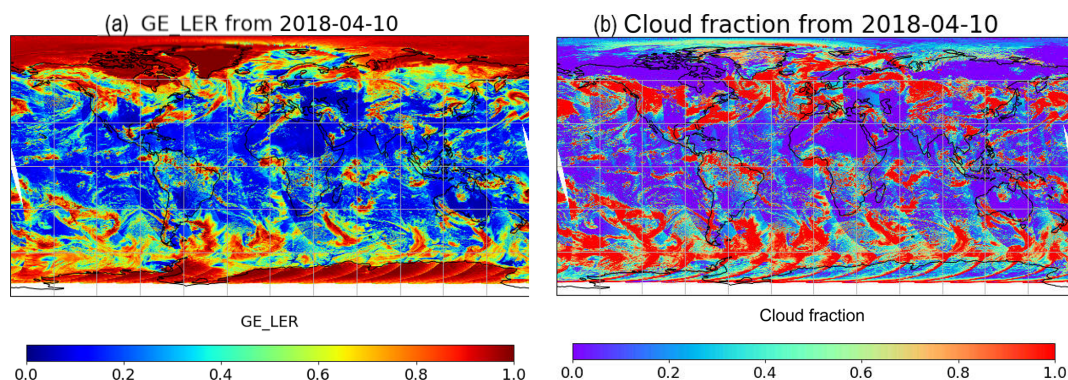 (a) GE_LER from 2018-04-10
(b) Cloud fraction from 2018-04-10
GE_LER
Cloud fraction
0.0 0.2 0.4 0.6 0.8 1.0
0.0 0.2 0.4 0.6 0.8 1.0